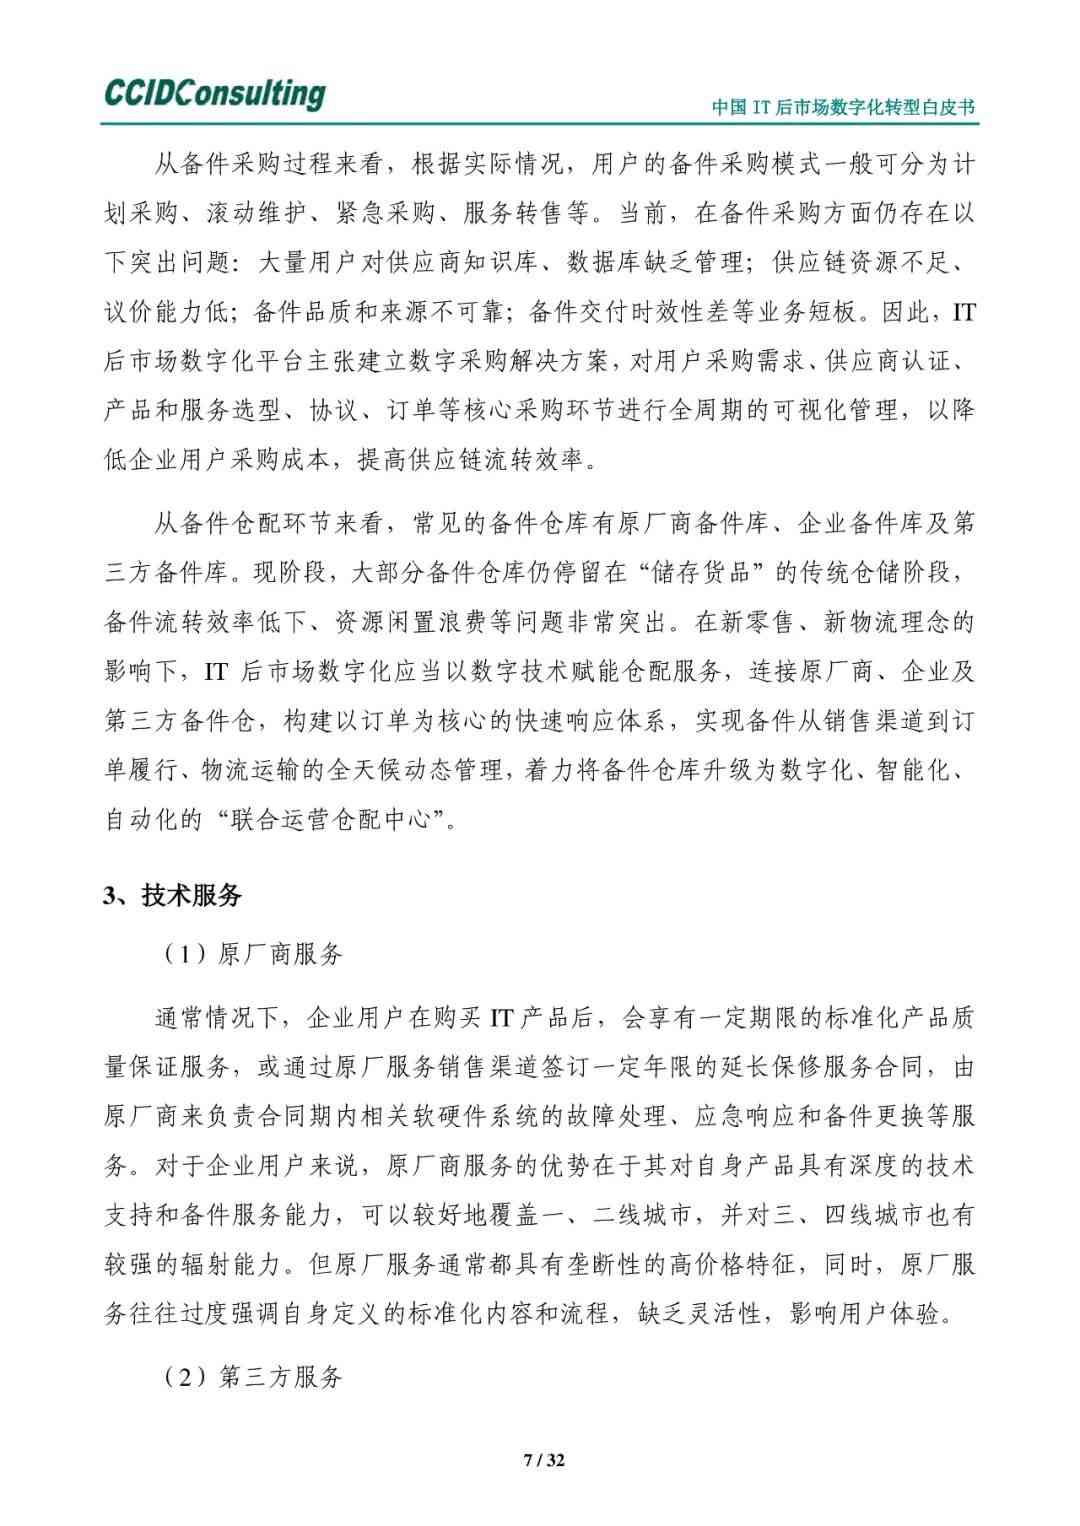 CCIDConsulting
中国 IT 后市场数字化转型白皮书
从备件采购过程来看，根据实际情况，用户的备件采购模式一般可分为计
划采购、滚动维护、紧急采购、服务转售等。当前，在备件采购方面仍存在以
下突出问题：大量用户对供应商知识库、数据库缺乏管理；供应链资源不足、
议价能力低；备件品质和来源不可靠；备件交付时效性差等业务短板。因此，IT
后市场数字化平台主张建立数字采购解决方案，对用户采购需求、供应商认证、
产品和服务选型、协议、订单等核心采购环节进行全周期的可视化管理，以降
低企业用户采购成本，提高供应链流转效率。
从备件仓配环节来看，常见的备件仓库有原厂商备件库、企业备件库及第
三方备件库。现阶段，大部分备件仓库仍停留在“储存货品”的传统仓储阶段，
备件流转效率低下、资源闲置浪费等问题非常突出。在新零售、新物流理念的
影响下，IT 后市场数字化应当以数字技术赋能仓配服务，连接原厂商、企业及
第三方备件仓，构建以订单为核心的快速响应体系，实现备件从销售渠道到订
单履行、物流运输的全天候动态管理，着力将备件仓库升级为数字化、智能化、
自动化的“联合运营仓配中心”。
3、技术服务
（1）原厂商服务
通常情况下，企业用户在购买 IT 产品后，会享有一定期限的标准化产品质
量保证服务，或通过原厂服务销售渠道签订一定年限的延长保修服务合同，由
原厂商来负责合同期内相关软硬件系统的故障处理、应急响应和备件更换等服
务。对于企业用户来说，原厂商服务的优势在于其对自身产品具有深度的技术
支持和备件服务能力，可以较好地覆盖一、二线城市，并对三、四线城市也有
较强的辐射能力。但原厂服务通常都具有垄断性的高价格特征，同时，原厂服
务往往过度强调自身定义的标准化内容和流程，缺乏灵活性，影响用户体验。
（2）第三方服务
7 / 32